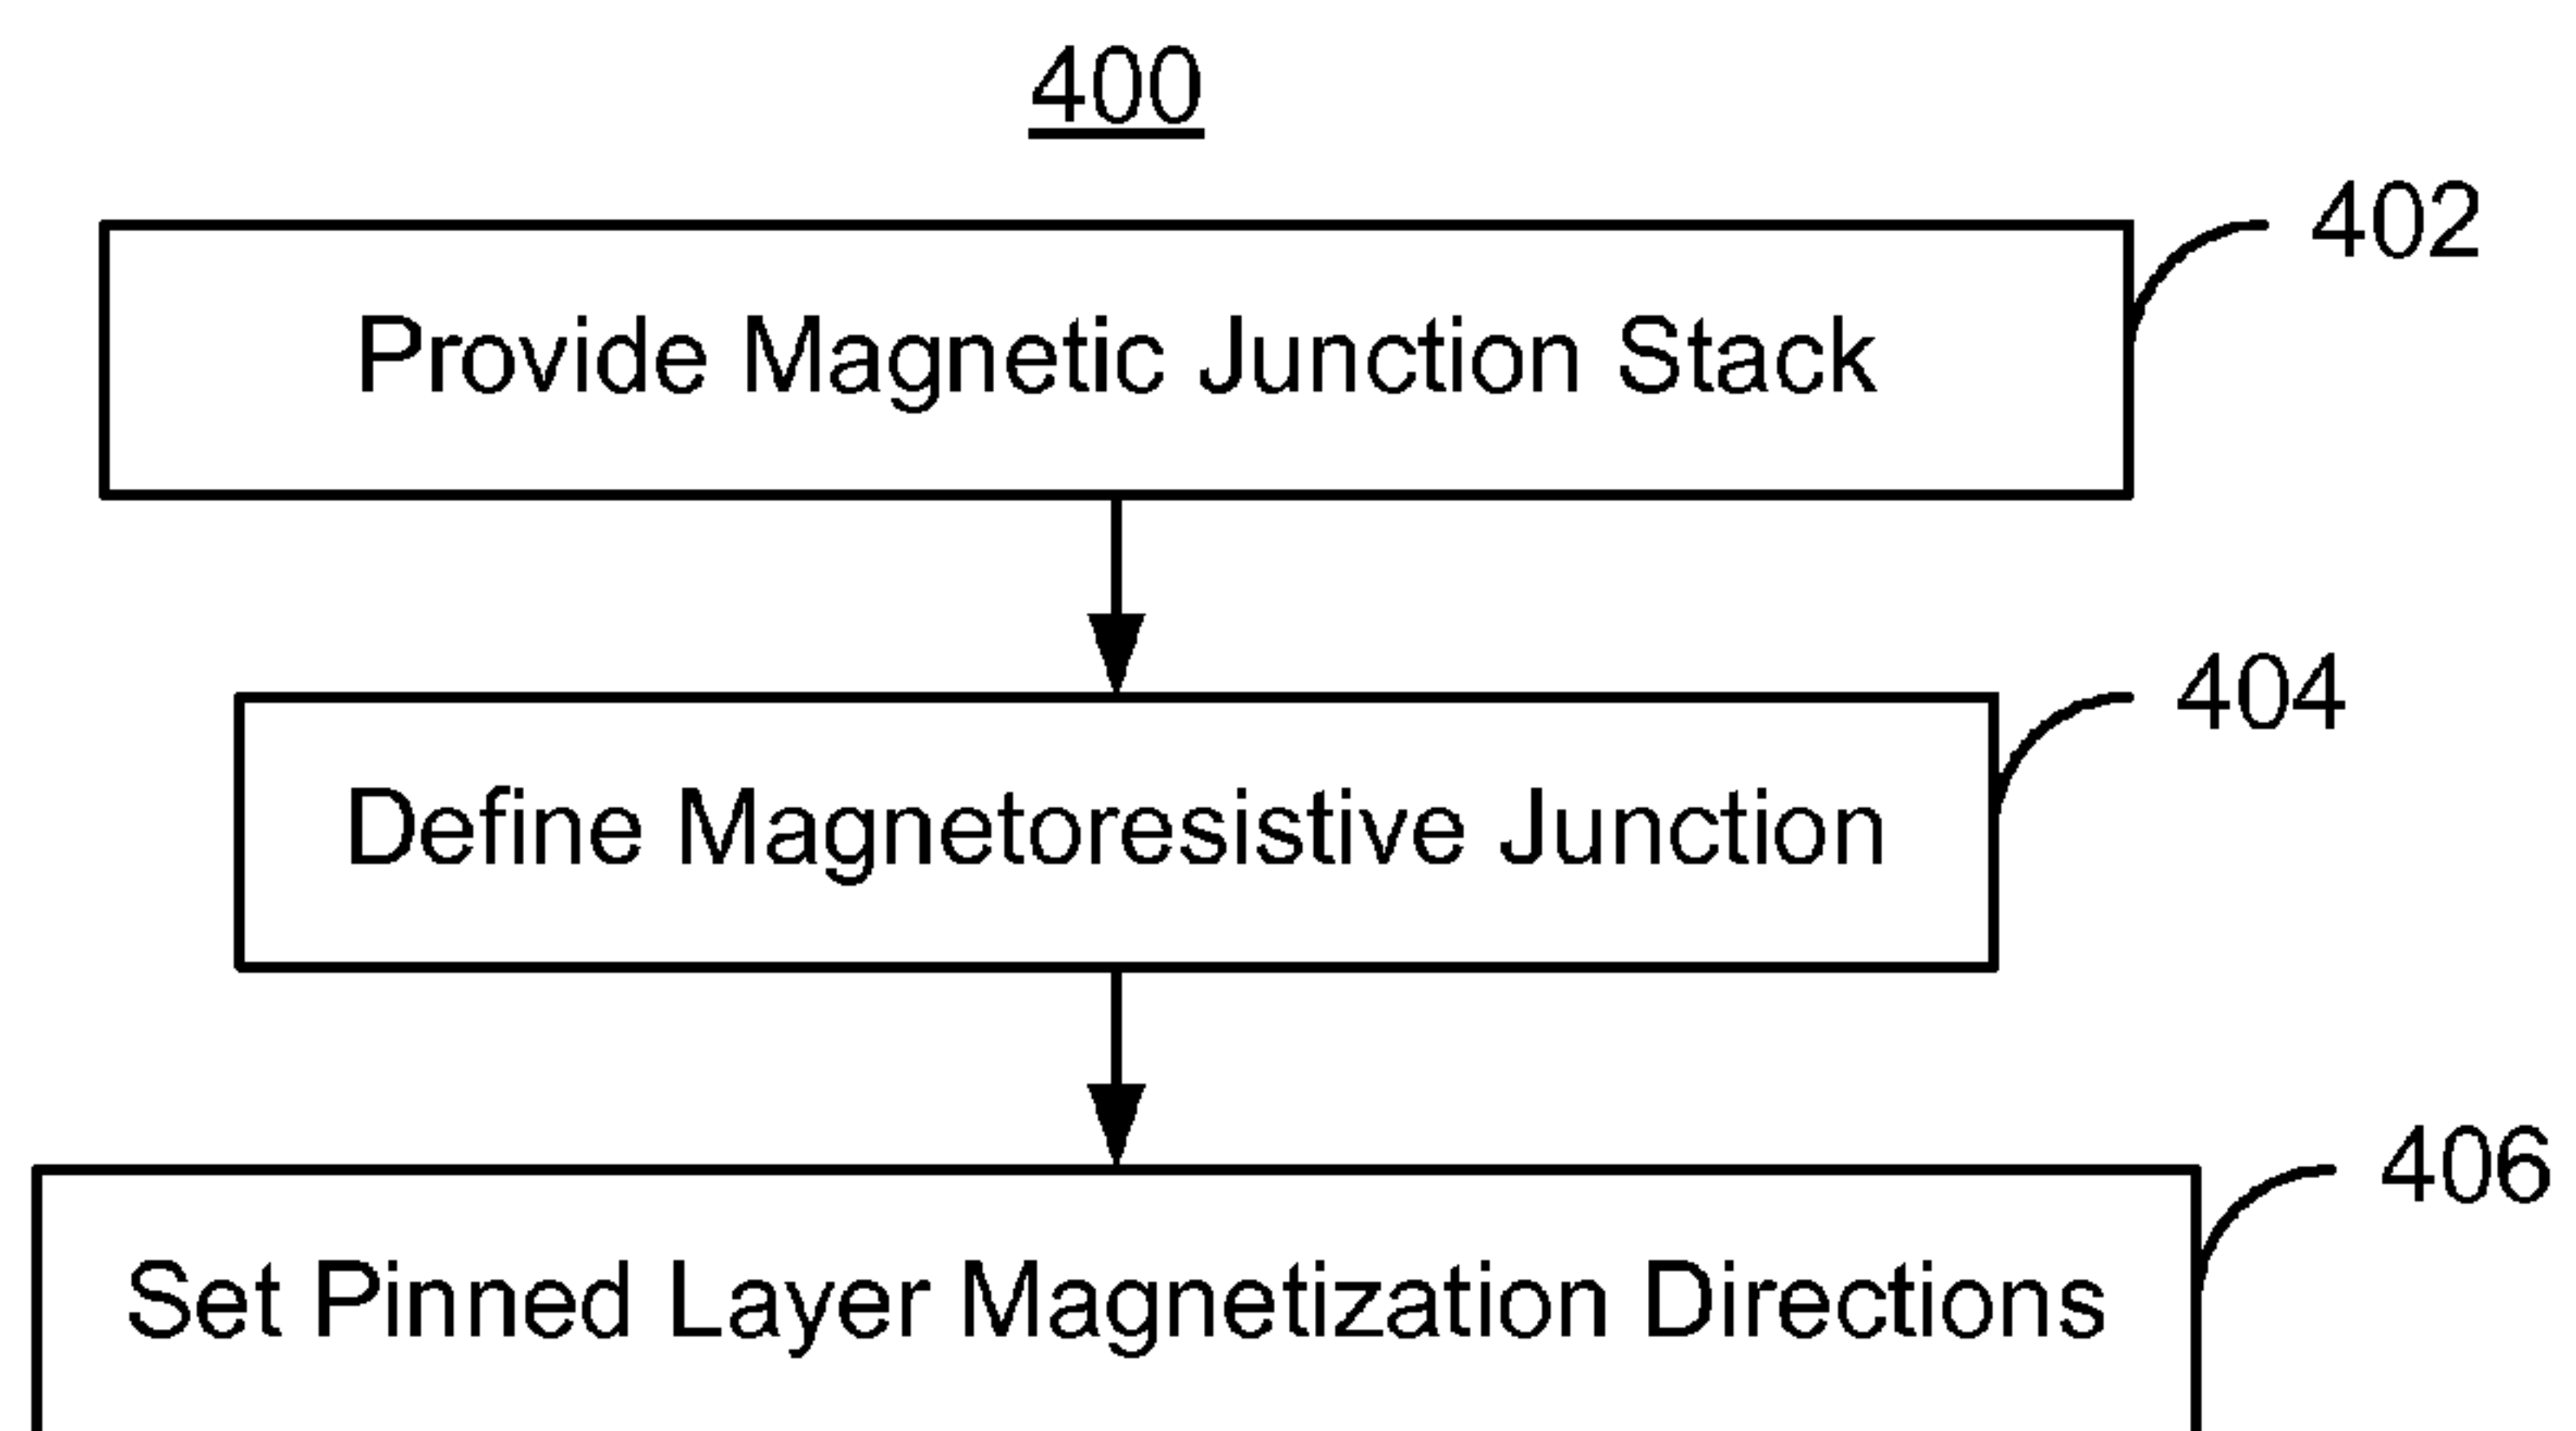 400
402
Provide Magnetic Junction Stack
404
Define Magnetoresistive Junction
406
Set Pinned Layer Magnetization Directions